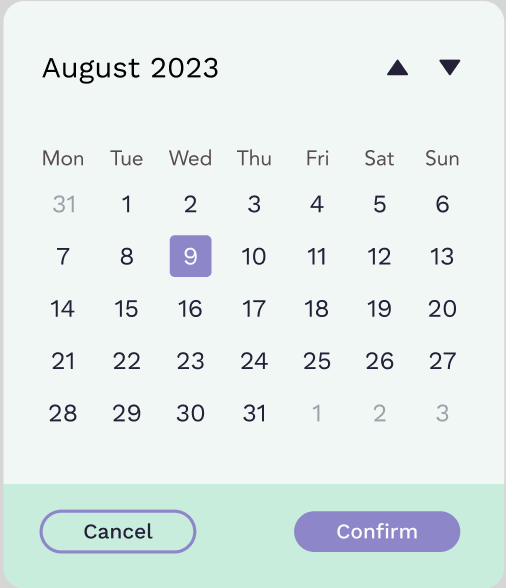 August 2023
Mon Tue Wed Thu Fri Sat Sun
31 1 2 3 4 5 6
7 8 9 10 11 12 13
14 15 16 17 18 19 20
21 22 23 24 25 26 27
28 29 30 31 1 2 3
Cancel Confirm